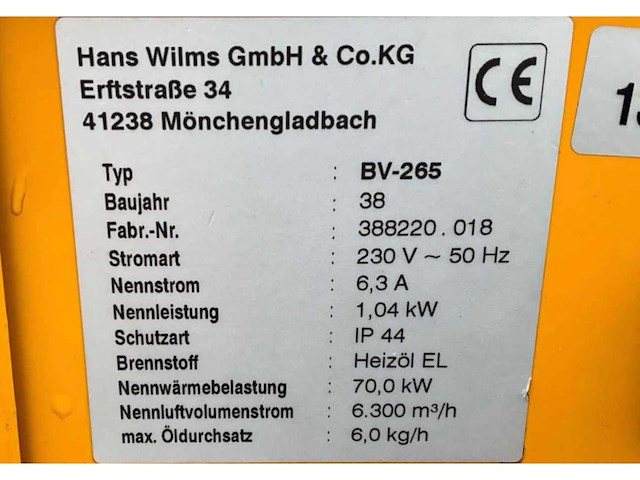 Hans Wilms GmbH & Co.KG
Erftstraße 34
41238 Mönchengladbach
CE
Typ : BV-265
Baujahr : 38
Fabr.-Nr. : 388220.018
Stromart : 230 V ~ 50 Hz
Nennstrom : 6,3 A
Nennleistung : 1,04 kW
Schutzart : IP 44
Brennstoff : Heizöl EL
Nennwärmebelastung : 70,0 kW
Nennluftvolumenstrom : 6.300 m³/h
max. Öldurchsatz : 6,0 kg/h